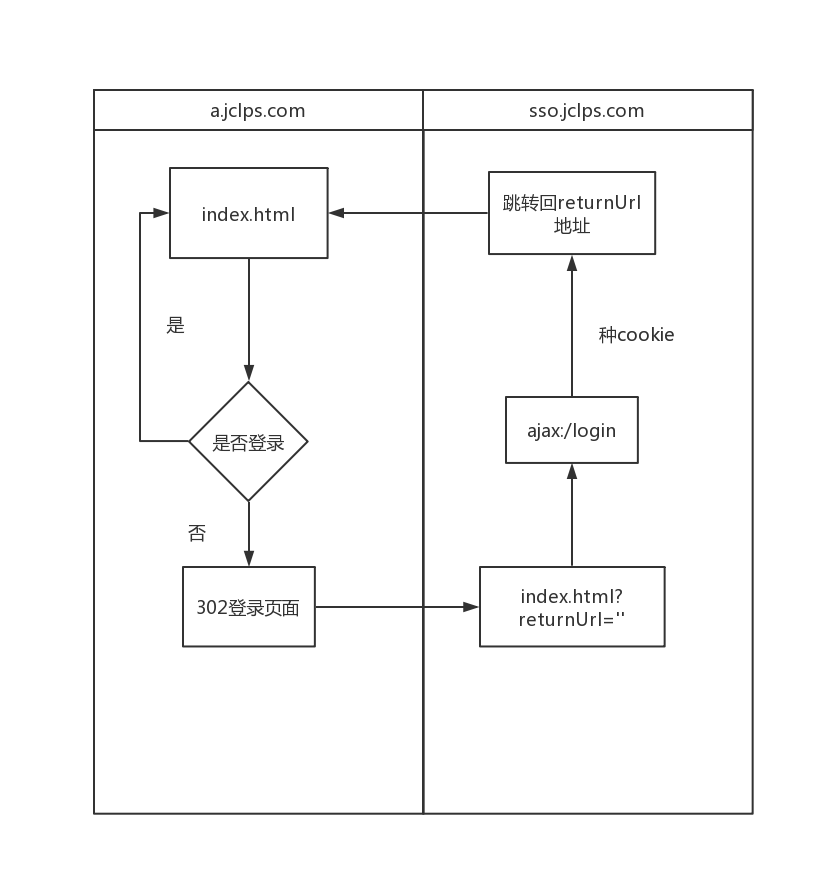 a.jclps.com
sso.jclps.com
index.html
跳转回returnUrl
地址
是
种cookie
是否登录
ajax:/login
否
302登录页面
index.html?
returnUrl=''